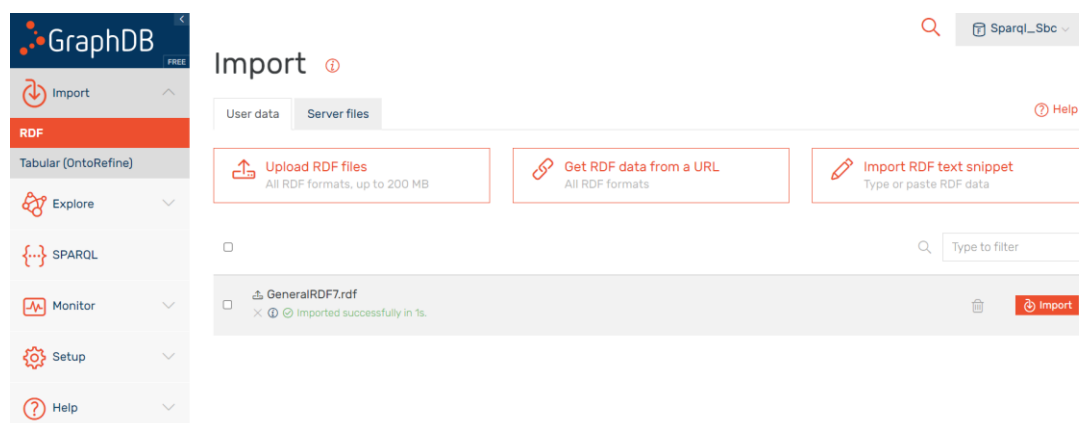 GraphDB
FREE
Import
RDF
Tabular (OntoRefine)
Explore
SPARQL
Monitor
Setup
Help
Sparql_Sbc
Import
User data
Server files
Help
Upload RDF files
All RDF formats, up to 200 MB
Get RDF data from a URL
All RDF formats
Import RDF text snippet
Type or paste RDF data
Type to filter
GeneralRDF7.rdf
Imported successfully in 1s.
Import